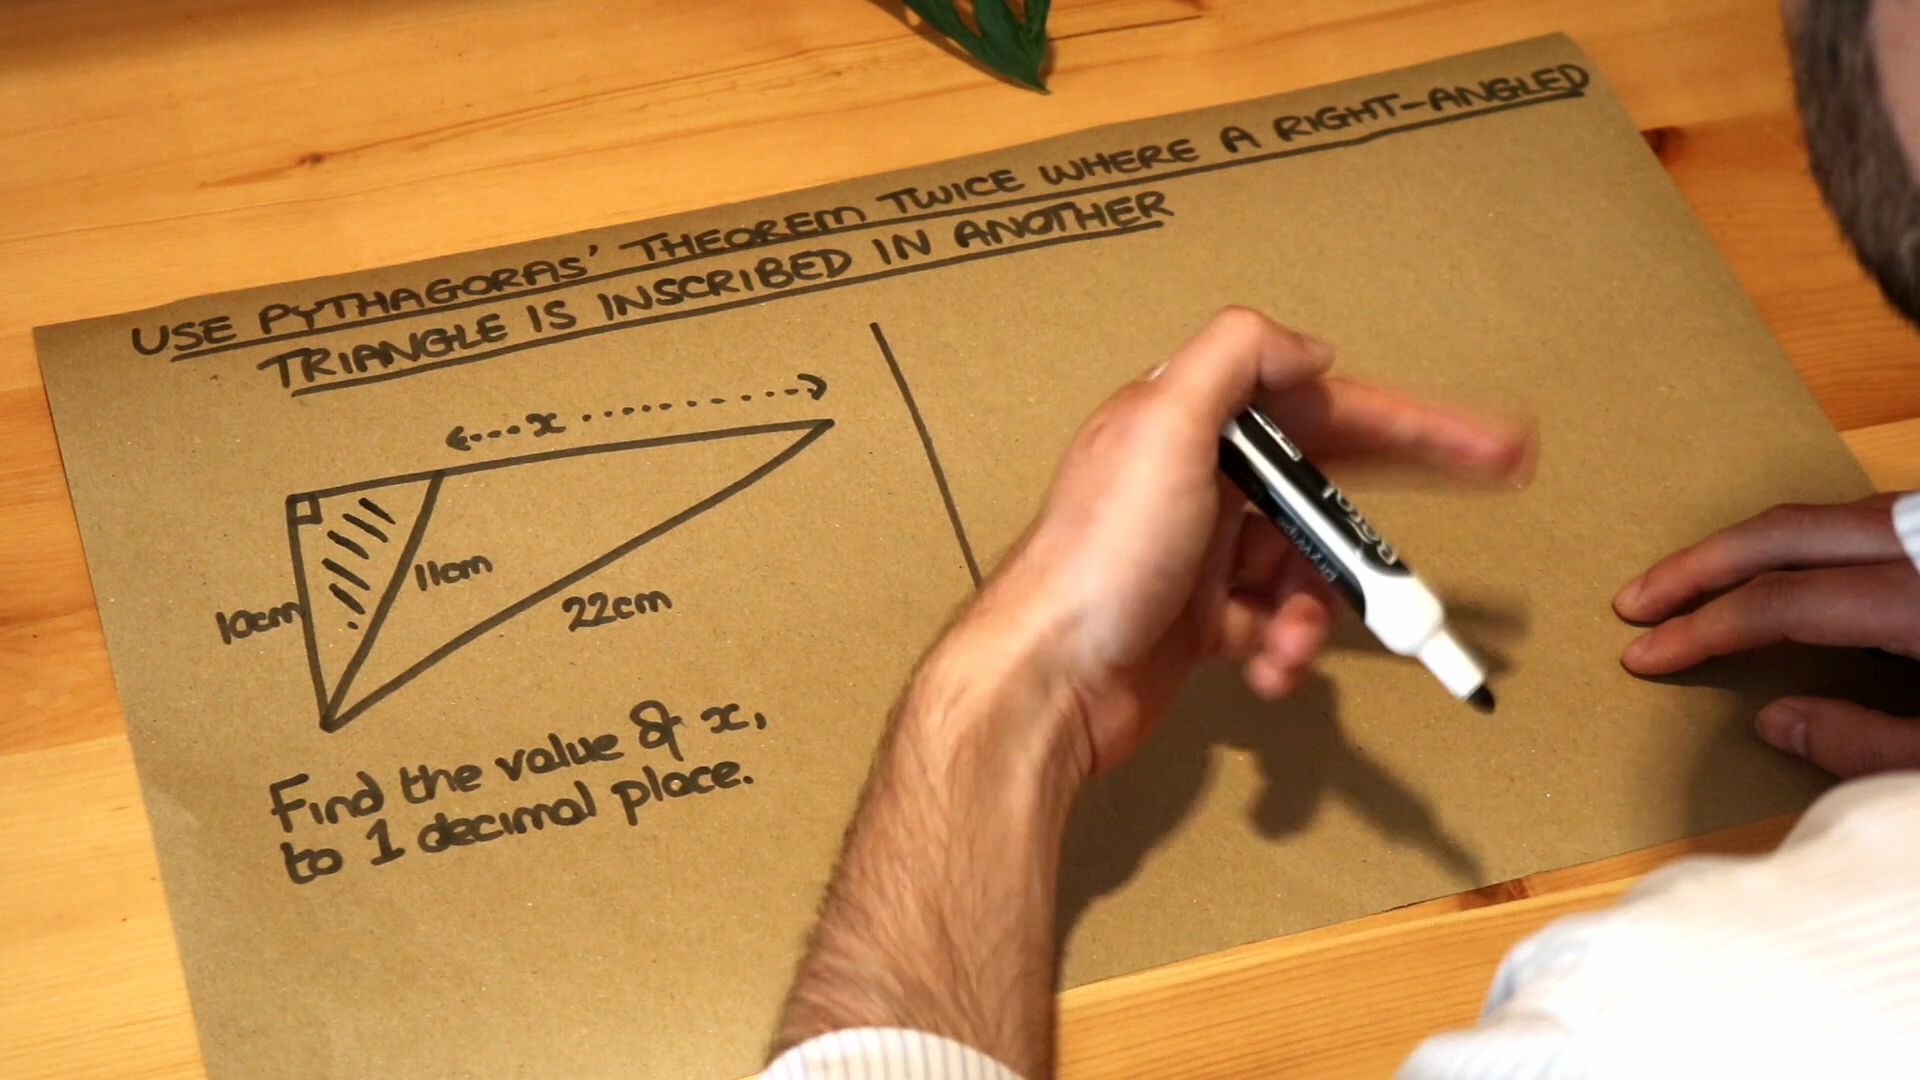 USE PYTHAGORAS' THEOREM TWICE WHERE A RIGHT-ANGLED
TRIANGLE IS INSCRIBED IN ANOTHER
x
10cm
11cm
22cm
Find the value of x,
to 1 decimal place.